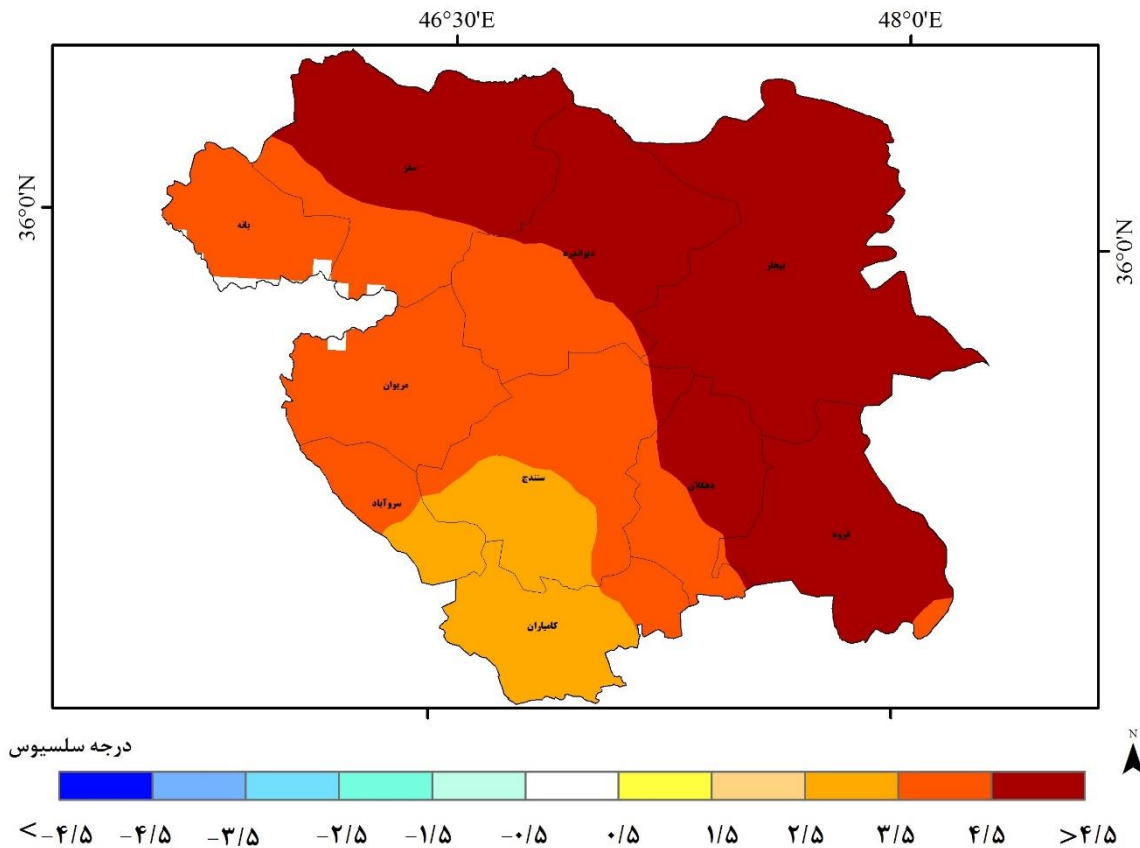 46°30'E 48°0'E
36°0'N
36°0'N
سقز
بانه
دیواندره
بیجار
مریوان
سنندج
دهگلان
سروآباد
قروه
کامیاران
درجه سلسیوس
N
<-۴/۵ -۴/۵ -۳/۵ -۲/۵ -۱/۵ -۰/۵ ۰/۵ ۱/۵ ۲/۵ ۳/۵ ۴/۵ >۴/۵